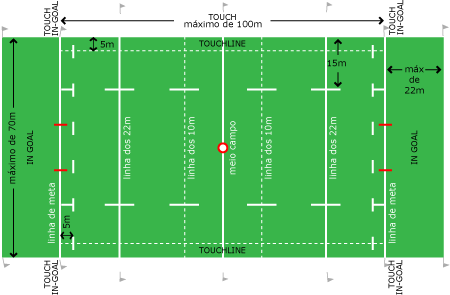 TOUCH
IN-GOAL
TOUCH
máximo de 100m
TOUCH
IN-GOAL
5m
TOUCHLINE
15m
máx
de
22m
máximo de 70m
IN GOAL
linha de meta
5m
linha dos 22m
linha dos 10m
meio campo
linha dos 10m
linha dos 22m
linha de meta
IN GOAL
TOUCHLINE
TOUCH
IN-GOAL
TOUCH
IN-GOAL